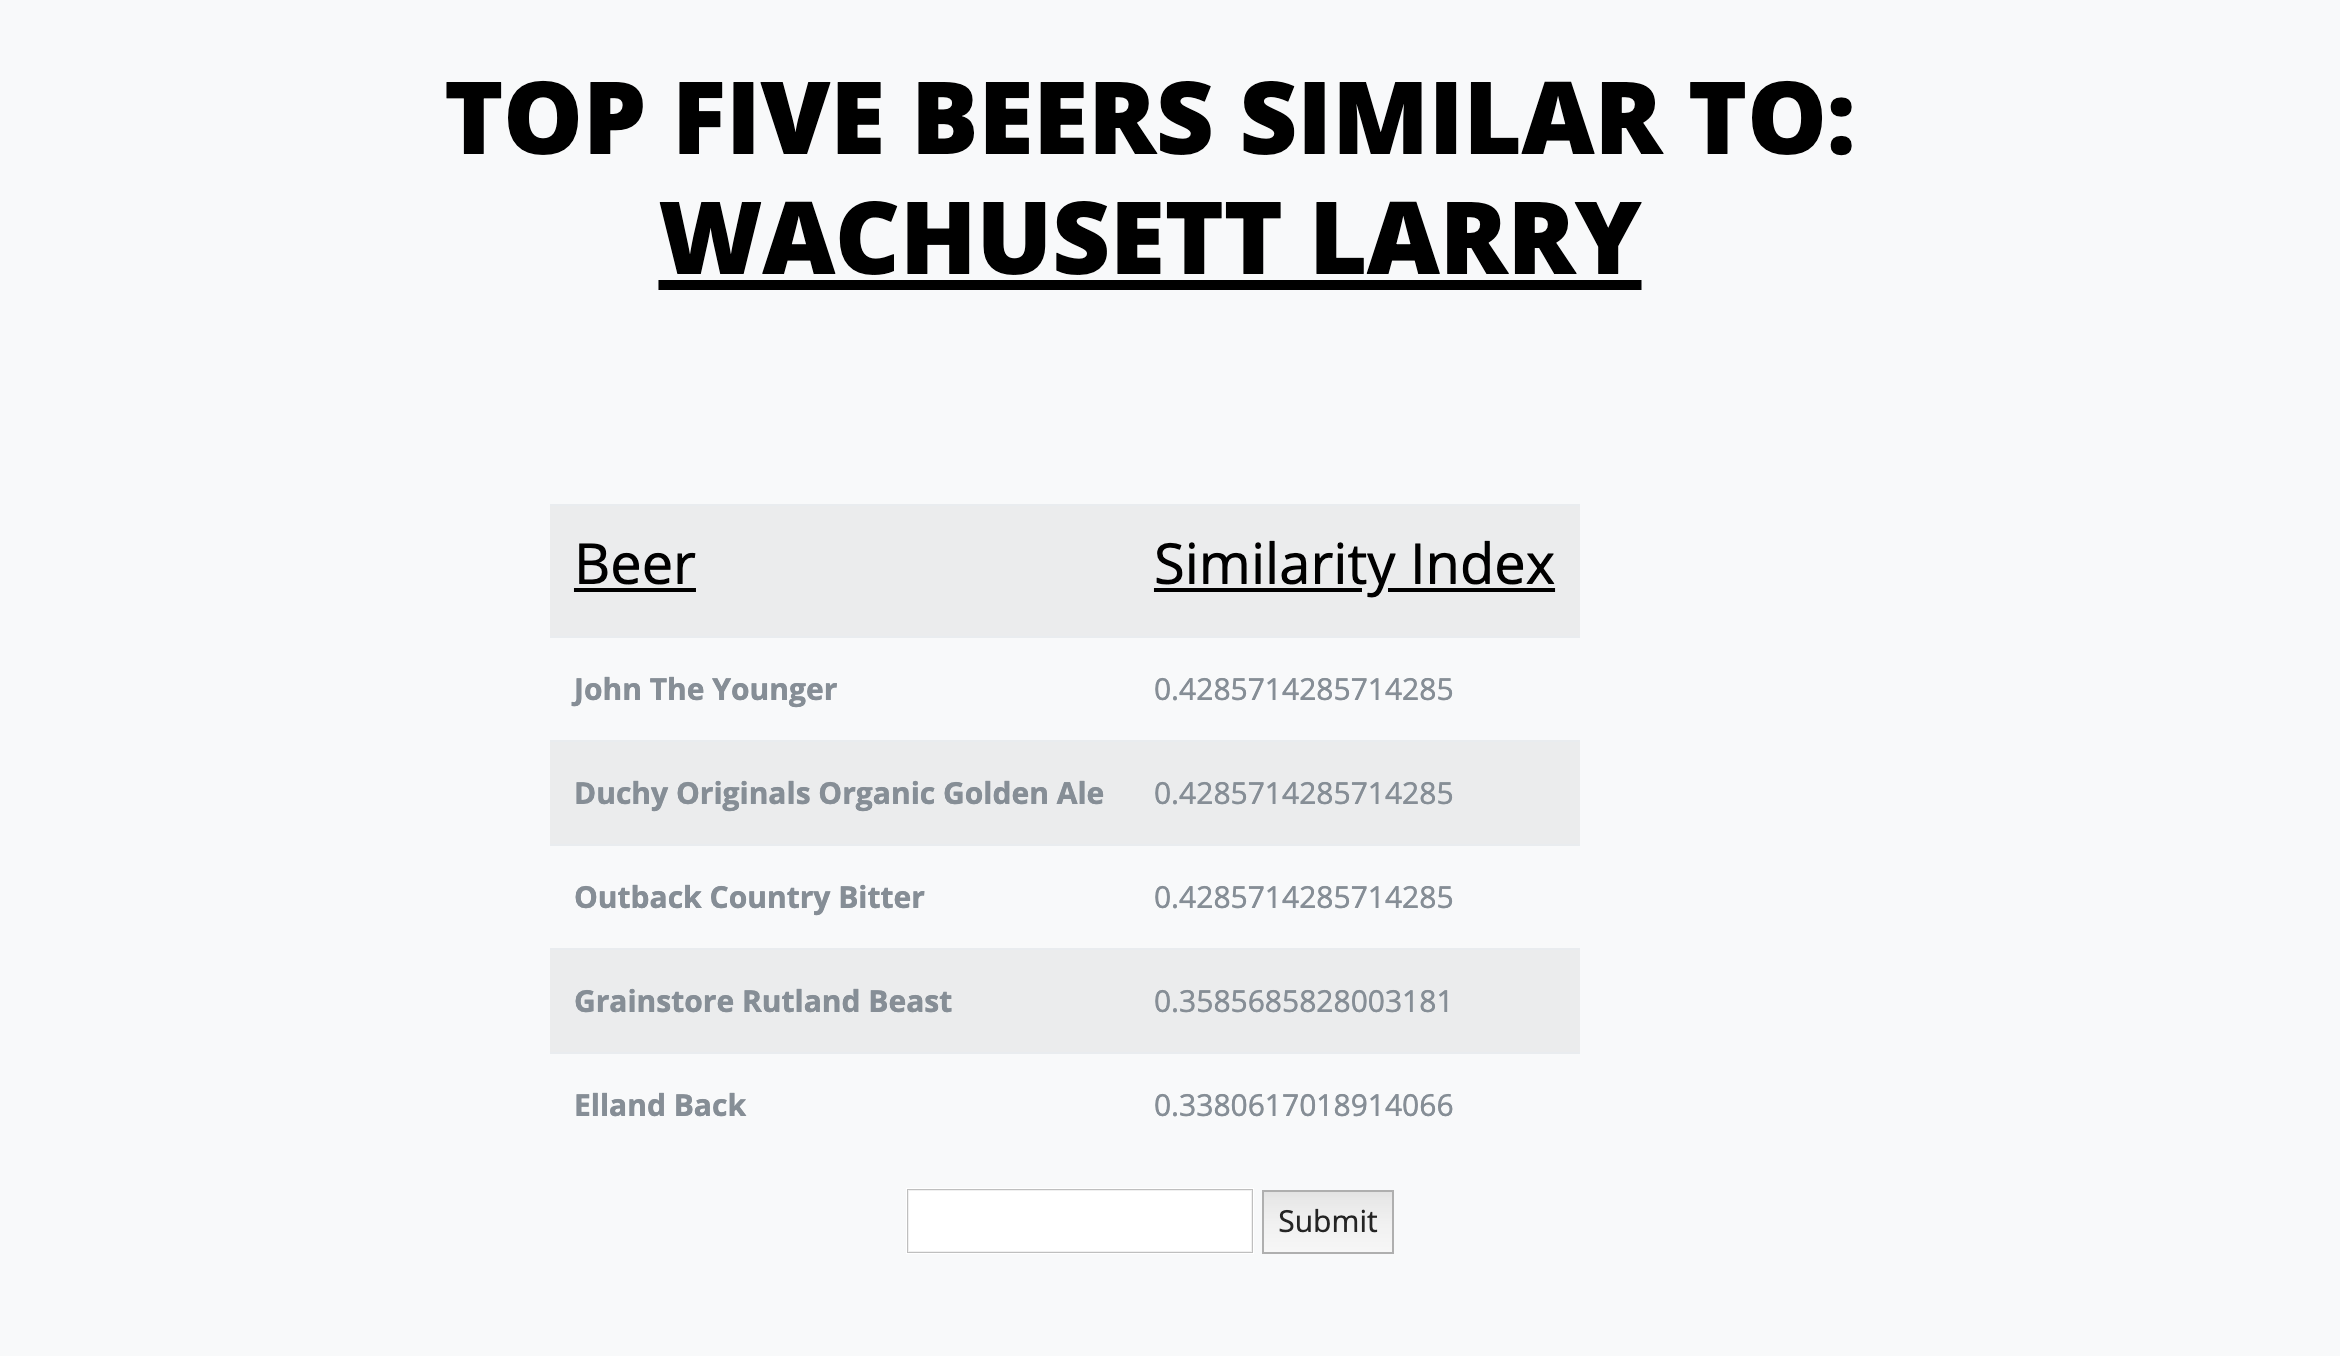 TOP FIVE BEERS SIMILAR TO:
WACHUSETT LARRY
Beer Similarity Index
John The Younger 0.4285714285714285
Duchy Originals Organic Golden Ale 0.4285714285714285
Outback Country Bitter 0.4285714285714285
Grainstore Rutland Beast 0.3585685828003181
Elland Back 0.3380617018914066
Submit